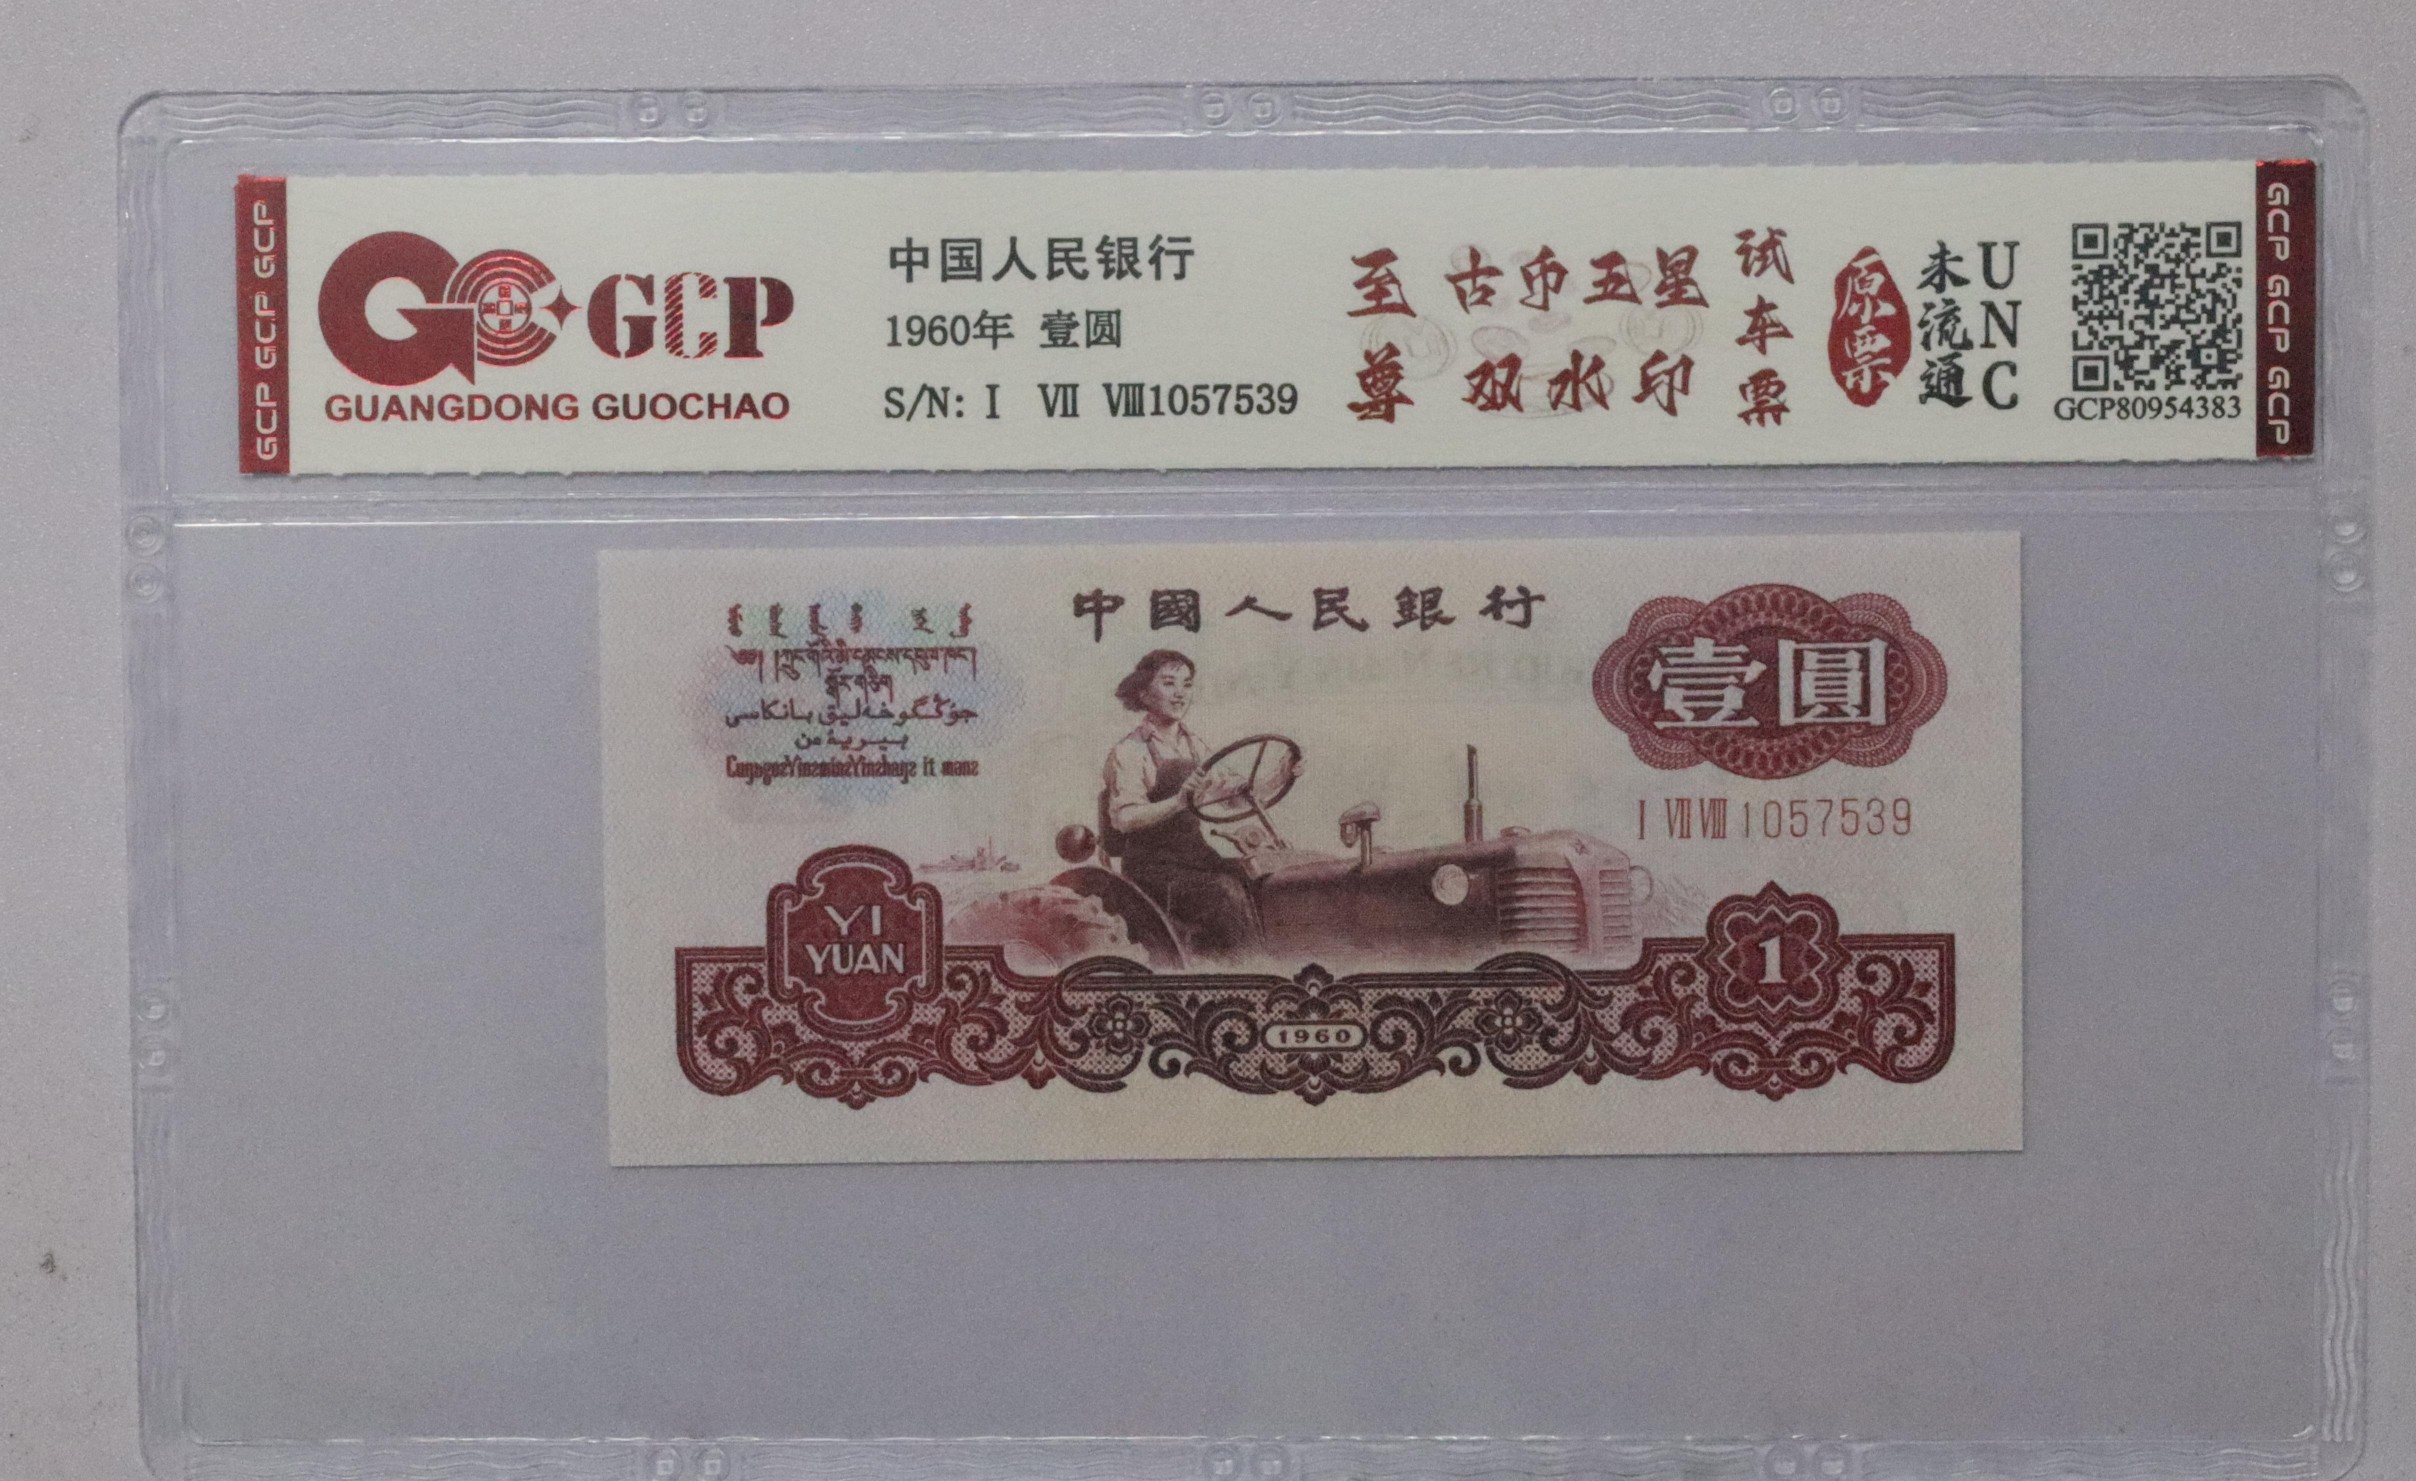 GCP GCP GCP
GCP
GUANGDONG GUOCHAO
中国人民银行
1960年 壹圆
S/N: I VII VIII1057539
至尊
古币五星
双水印
试车票
原票
未流通
UNC
GCP80954383
GCP GCP GCP
中國人民銀行
壹圓
I VII VIII 1057539
YI
YUAN
1960
1